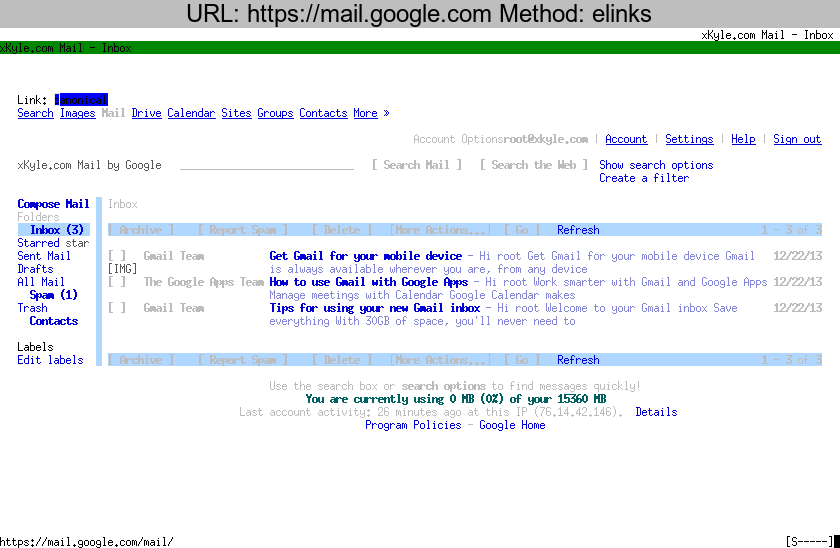 URL: https://mail.google.com Method: elinks
xKyle.com Mail - Inbox
xKyle.com Mail - Inbox
Link: canonical
Search Images Mail Drive Calendar Sites Groups Contacts More »
Account Optionsroot@xkyle.com | Account | Settings | Help | Sign out
xKyle.com Mail by Google [ Search Mail ] [ Search the Web ] Show search options
Create a filter
Compose Mail Inbox
Folders
Inbox (3) [ Archive ] [ Report Spam ] [ Delete ] [More Actions...] [ Go ] Refresh 1 - 3 of 3
Starred star
Sent Mail [ ] Gmail Team Get Gmail for your mobile device - Hi root Get Gmail for your mobile device Gmail 12/22/13
Drafts [IMG] is always available wherever you are, from any device
All Mail [ ] The Google Apps Team How to use Gmail with Google Apps - Hi root Work smarter with Gmail and Google Apps 12/22/13
Spam (1) Manage meetings with Calendar Google Calendar makes
Trash [ ] Gmail Team Tips for using your new Gmail inbox - Hi root Welcome to your Gmail inbox Save 12/22/13
Contacts everything With 30GB of space, you'll never need to
Labels
Edit labels [ Archive ] [ Report Spam ] [ Delete ] [More Actions...] [ Go ] Refresh 1 - 3 of 3
Use the search box or search options to find messages quickly!
You are currently using 0 MB (0%) of your 15360 MB
Last account activity: 26 minutes ago at this IP (76.14.42.146). Details
Program Policies - Google Home
https://mail.google.com/mail/ [S-----]